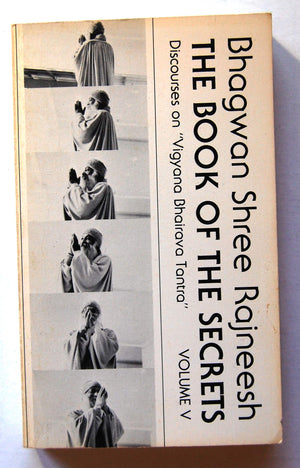 Bhagwan Shree Rajneesh
THE BOOK OF THE SECRETS
Discourses on "Vigyana Bhairava Tantra"
VOLUME V